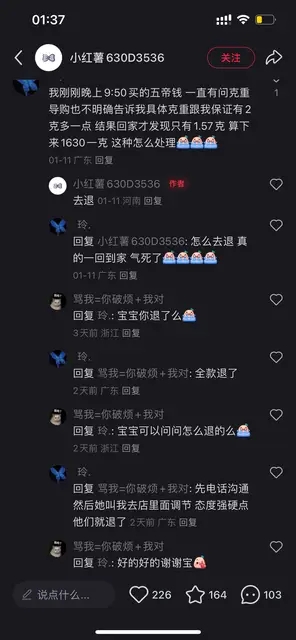 01:37
小红薯630D3536
关注
我刚刚晚上9:50买的五帝钱 一直有问克重
导购也不明确告诉我具体克重跟我保证有2
克多一点 结果回家才发现只有1.57克 算下
来1630一克 这种怎么处理
01-11 广东 回复
1
小红薯630D3536 作者
去退 01-11 河南 回复
玲.
回复 小红薯630D3536: 怎么去退 真
的一回到家 气死了
01-11 广东 回复
骂我=你破烦+我对
回复 玲.: 宝宝你退了么
3天前 浙江 回复
玲.
回复 骂我=你破烦+我对: 全款退了
2天前 广东 回复
骂我=你破烦+我对
回复 玲.: 宝宝可以问问怎么退的么
2天前 浙江 回复
玲.
回复 骂我=你破烦+我对: 先电话沟通
然后她叫我去店里面调节 态度强硬点
他们就退了 2天前 广东 回复
骂我=你破烦+我对
回复 玲.: 好的好的谢谢宝
说点什么...
226
164
103